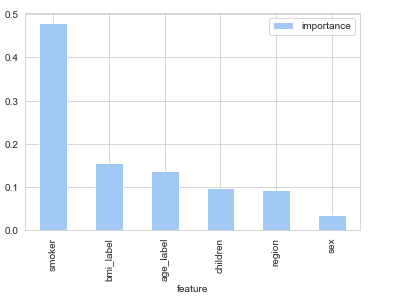 0.5
0.4
0.3
0.2
0.1
0.0
importance
smoker
bmi_label
age_label
children
region
sex
feature